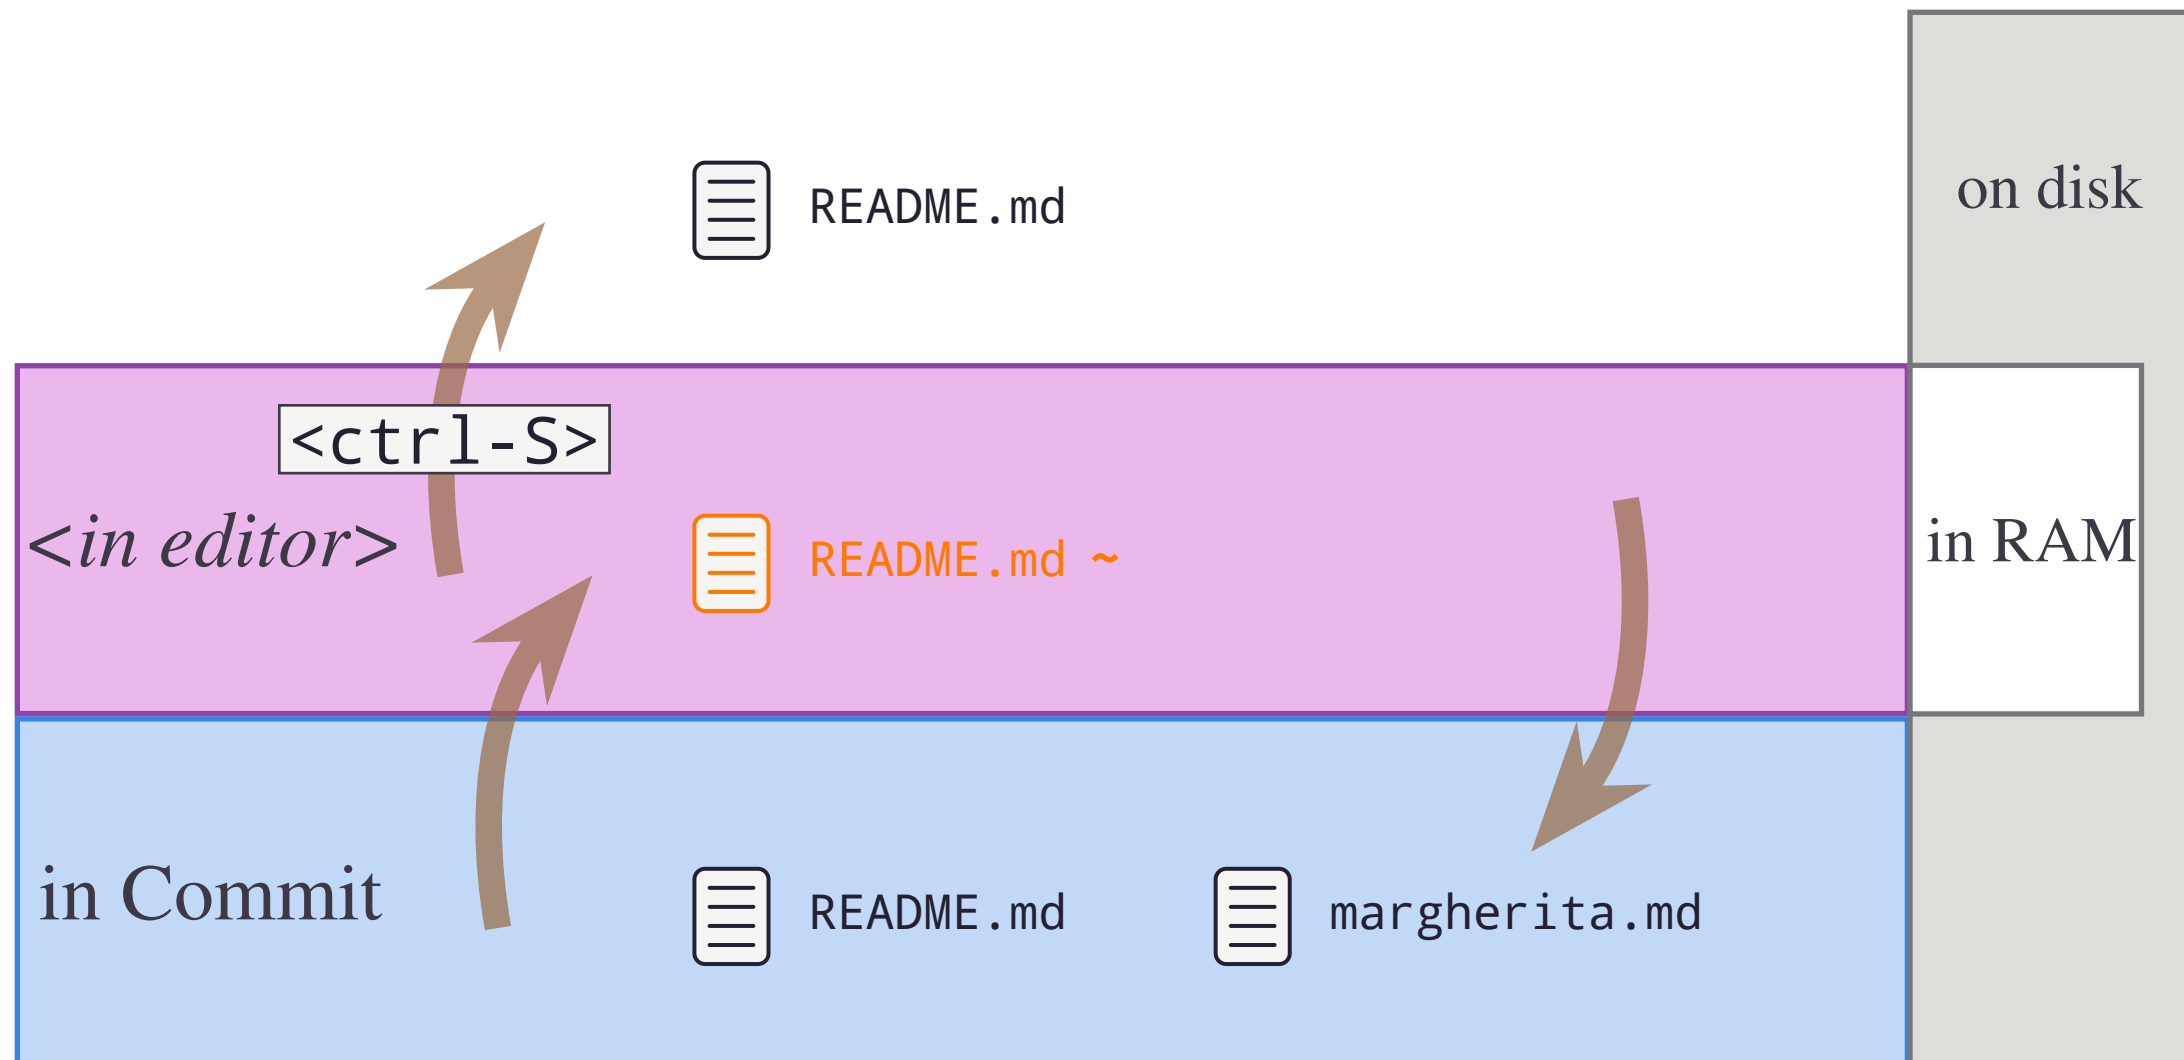 README.md
on disk
<ctrl-S>
<in editor>
README.md ~
in RAM
in Commit
README.md
margherita.md